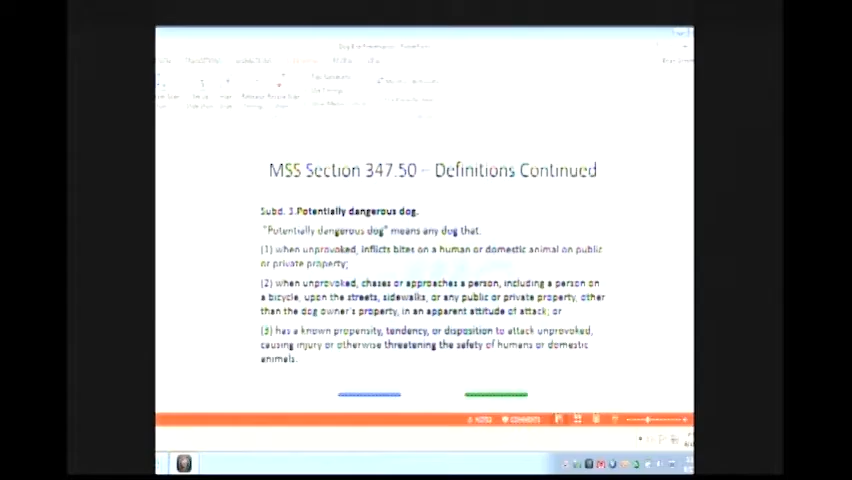 MSS Section 347.50 – Definitions Continued
Subd. 3.Potentially dangerous dog.
"Potentially dangerous dog" means any dog that.
(1) when unprovoked, inflicts bites on a human or domestic animal on public
or private property;
(2) when unprovoked, chases or approaches a person, including a person on
a bicycle, upon the streets, sidewalks, or any public or private property, other
than the dog owner's property, in an apparent attitude of attack; or
(3) has a known propensity, tendency, or disposition to attack unprovoked,
causing injury or otherwise threatening the safety of humans or domestic
animals.
NOTES COMMENTS